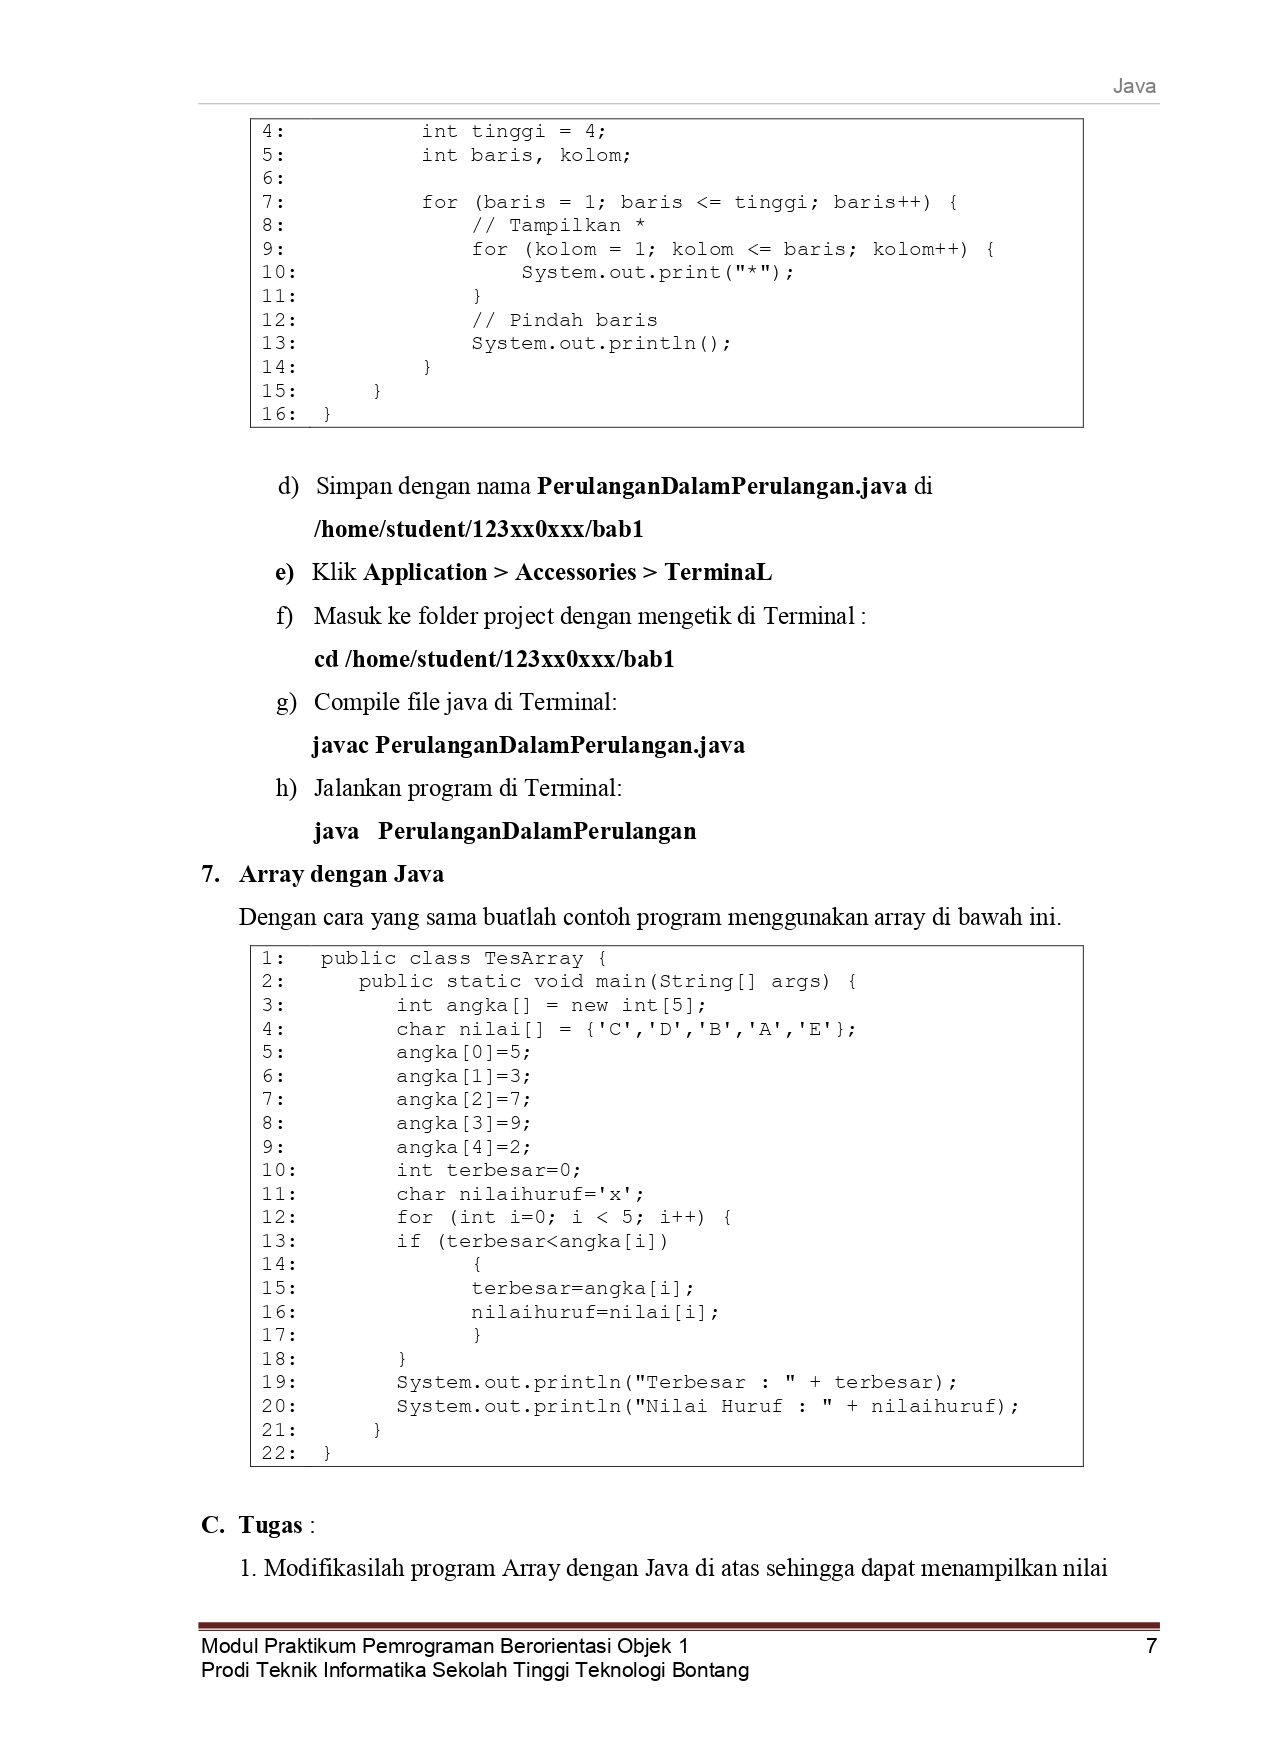 Java
4:          int tinggi = 4;
5:          int baris, kolom;
6:
7:          for (baris = 1; baris <= tinggi; baris++) {
8:              // Tampilkan *
9:              for (kolom = 1; kolom <= baris; kolom++) {
10:                 System.out.print("*");
11:             }
12:             // Pindah baris
13:             System.out.println();
14:         }
15:     }
16: }
d) Simpan dengan nama PerulanganDalamPerulangan.java di
/home/student/123xx0xxx/bab1
e) Klik Application > Accessories > TerminaL
f) Masuk ke folder project dengan mengetik di Terminal :
cd /home/student/123xx0xxx/bab1
g) Compile file java di Terminal:
javac PerulanganDalamPerulangan.java
h) Jalankan program di Terminal:
java PerulanganDalamPerulangan
7. Array dengan Java
Dengan cara yang sama buatlah contoh program menggunakan array di bawah ini.
1:  public class TesArray {
2:     public static void main(String[] args) {
3:        int angka[] = new int[5];
4:        char nilai[] = {'C','D','B','A','E'};
5:        angka[0]=5;
6:        angka[1]=3;
7:        angka[2]=7;
8:        angka[3]=9;
9:        angka[4]=2;
10:       int terbesar=0;
11:       char nilaihuruf='x';
12:       for (int i=0; i < 5; i++) {
13:       if (terbesar<angka[i])
14:             {
15:             terbesar=angka[i];
16:             nilaihuruf=nilai[i];
17:             }
18:       }
19:       System.out.println("Terbesar : " + terbesar);
20:       System.out.println("Nilai Huruf : " + nilaihuruf);
21:     }
22: }
C. Tugas :
1. Modifikasilah program Array dengan Java di atas sehingga dapat menampilkan nilai
Modul Praktikum Pemrograman Berorientasi Objek 1 7
Prodi Teknik Informatika Sekolah Tinggi Teknologi Bontang